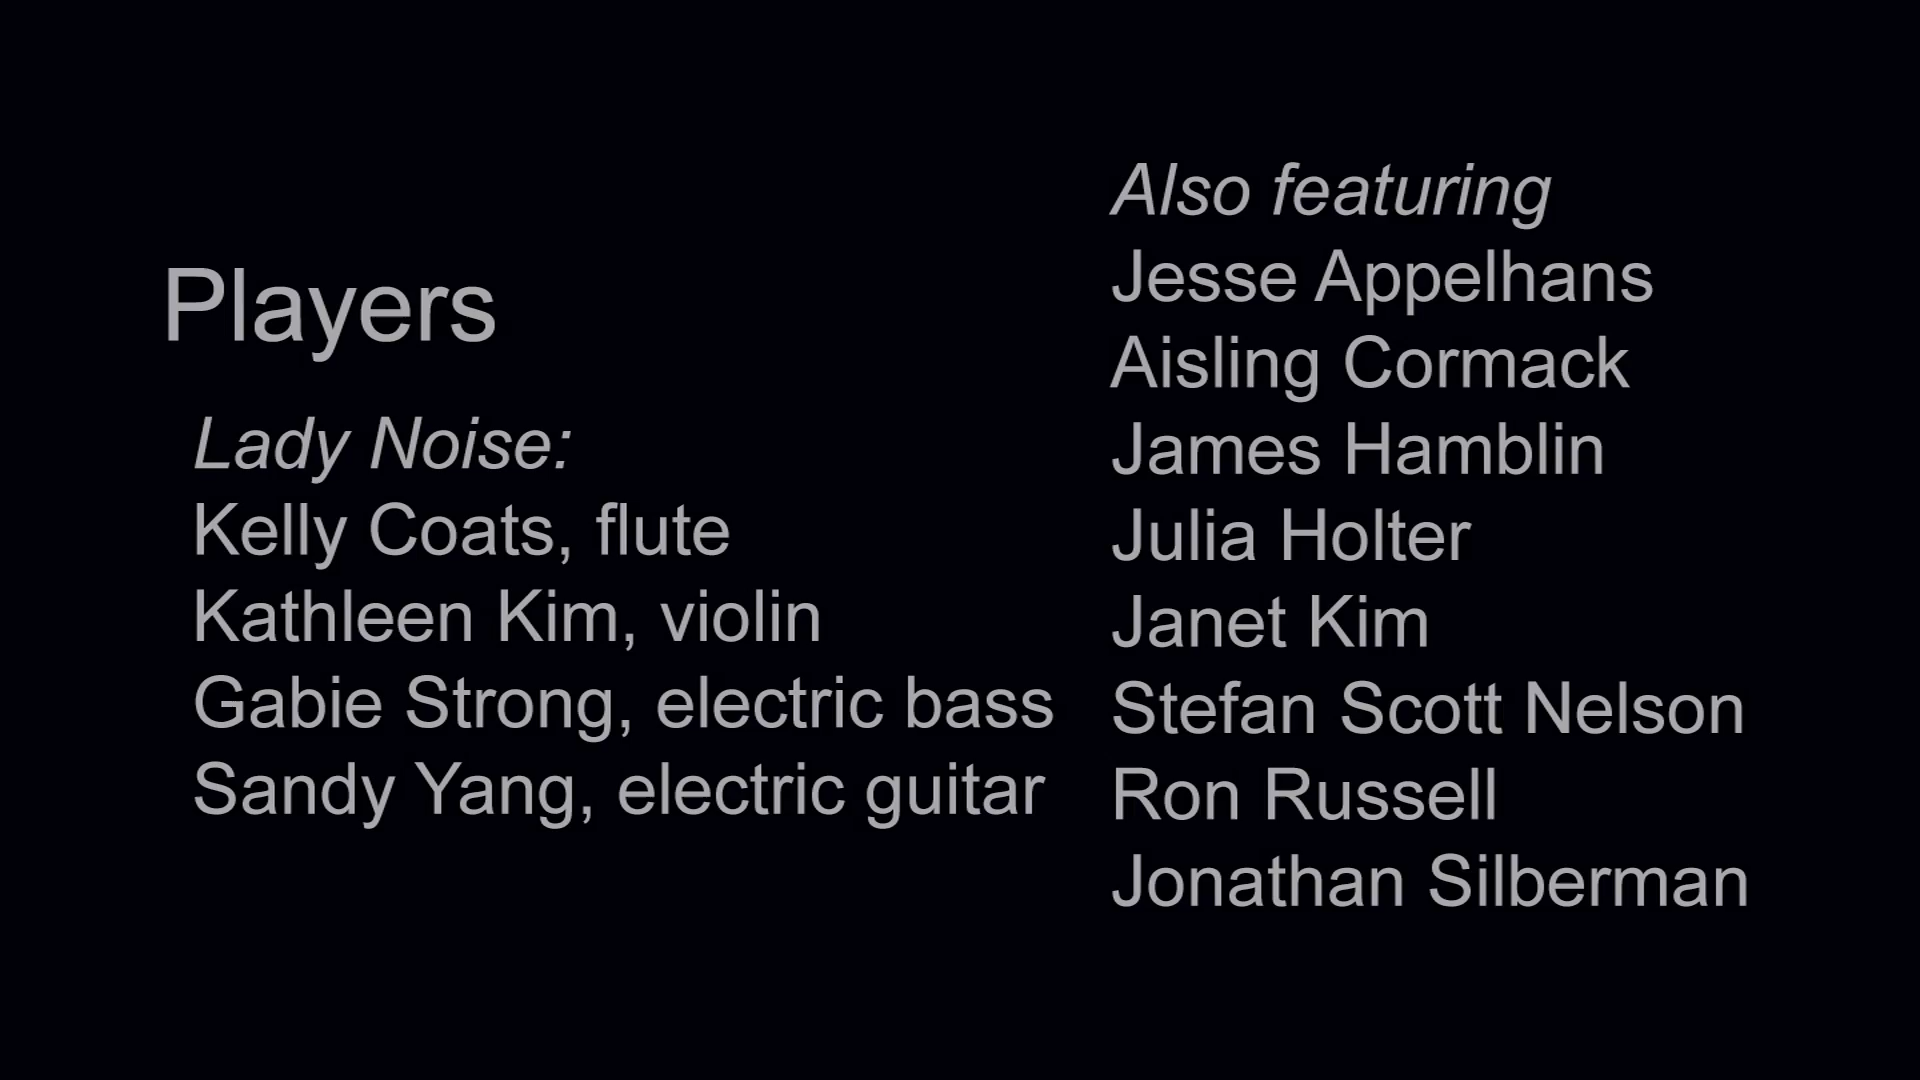 Players
Lady Noise:
Kelly Coats, flute
Kathleen Kim, violin
Gabie Strong, electric bass
Sandy Yang, electric guitar
Also featuring
Jesse Appelhans
Aisling Cormack
James Hamblin
Julia Holter
Janet Kim
Stefan Scott Nelson
Ron Russell
Jonathan Silberman